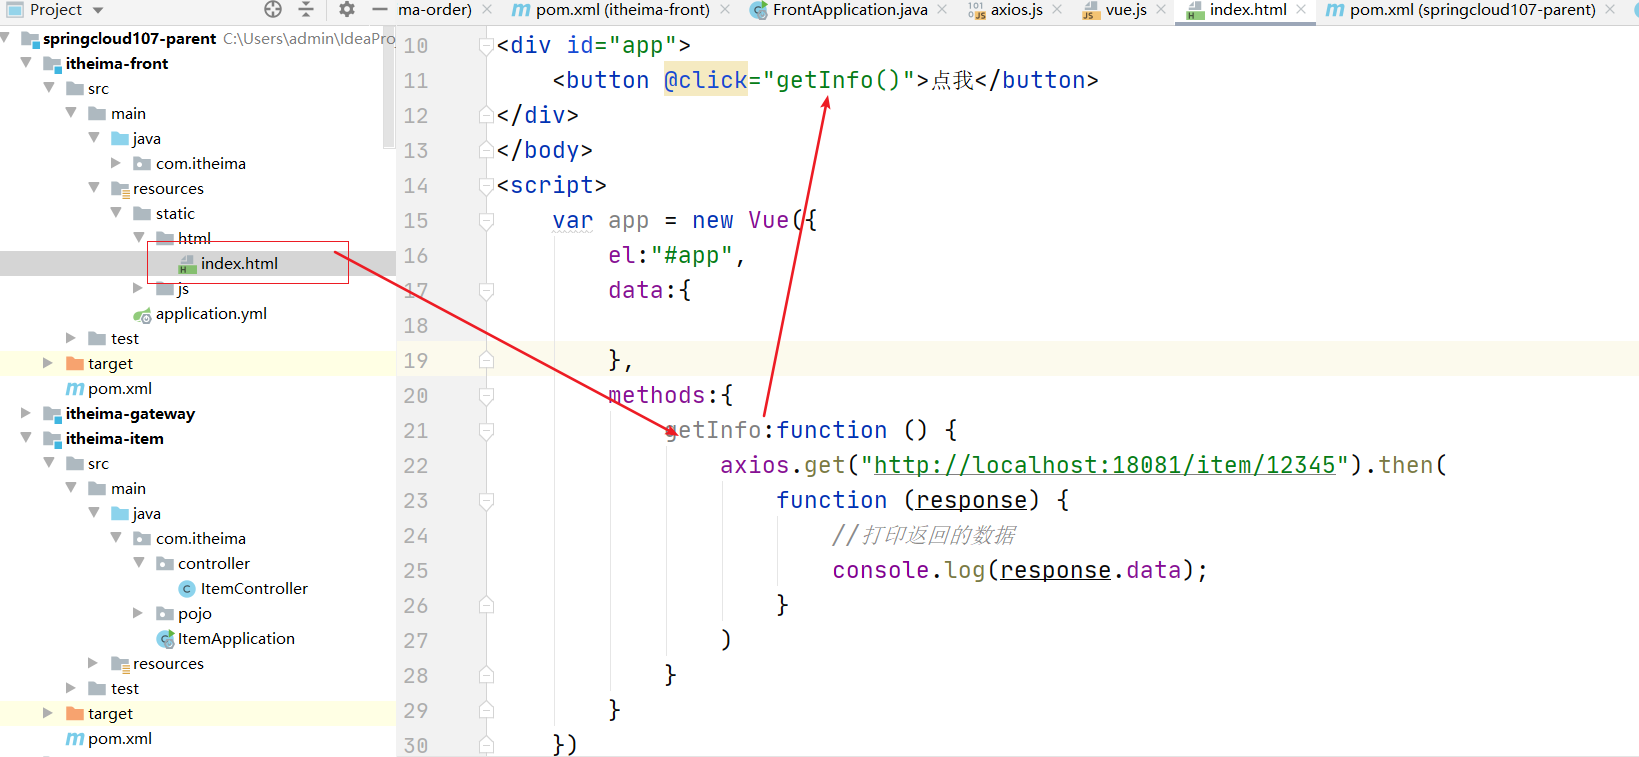 Project
ma-order)
pom.xml (itheima-front)
FrontApplication.java
axios.js
vue.js
index.html
pom.xml (springcloud107-parent)
springcloud107-parent C:\Users\admin\IdeaPro
itheima-front
src
main
java
com.itheima
resources
static
html
index.html
js
application.yml
test
target
pom.xml
itheima-gateway
itheima-item
src
main
java
com.itheima
controller
ItemController
pojo
ItemApplication
resources
test
target
pom.xml
10 <div id="app">
11 <button @click="getInfo()">点我</button>
12 </div>
13 </body>
14 <script>
15 var app = new Vue({
16 el:"#app",
17 data:{
18
19 },
20 methods:{
21 getInfo:function () {
22 axios.get("http://localhost:18081/item/12345").then(
23 function (response) {
24 //打印返回的数据
25 console.log(response.data);
26 }
27 )
28 }
29 }
30 })